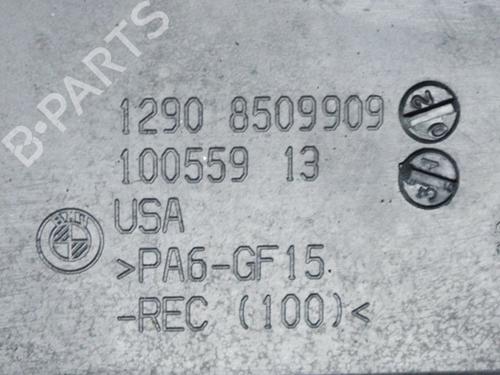 B-PARTS
1290 8509909
100559 13
USA
>PA6-GF15
-REC (100)<